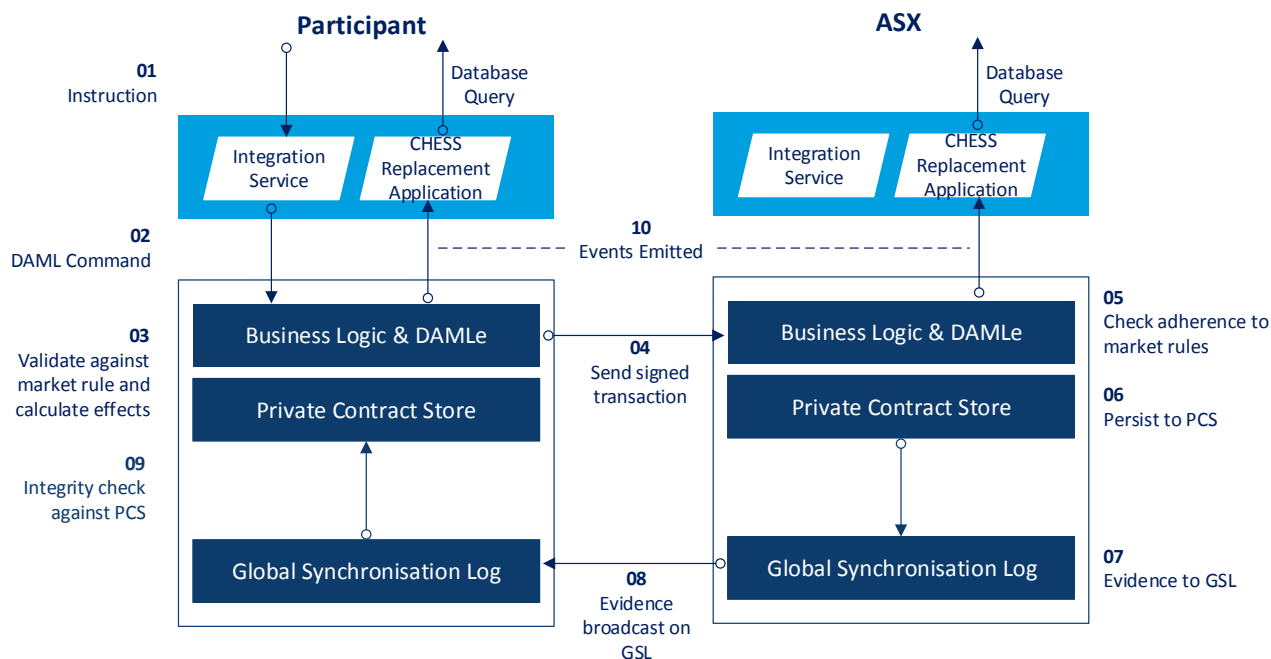 Participant
ASX
01
Instruction
Database
Query
Database
Query
Integration
Service
CHESS
Replacement
Application
Integration
Service
CHESS
Replacement
Application
02
DAML Command
10
Events Emitted
03
Validate against
market rule and
calculate effects
Business Logic & DAMLe
04
Send signed
transaction
Business Logic & DAMLe
05
Check adherence to
market rules
Private Contract Store
Private Contract Store
06
Persist to PCS
09
Integrity check
against PCS
Global Synchronisation Log
08
Evidence
broadcast on
GSL
Global Synchronisation Log
07
Evidence to GSL